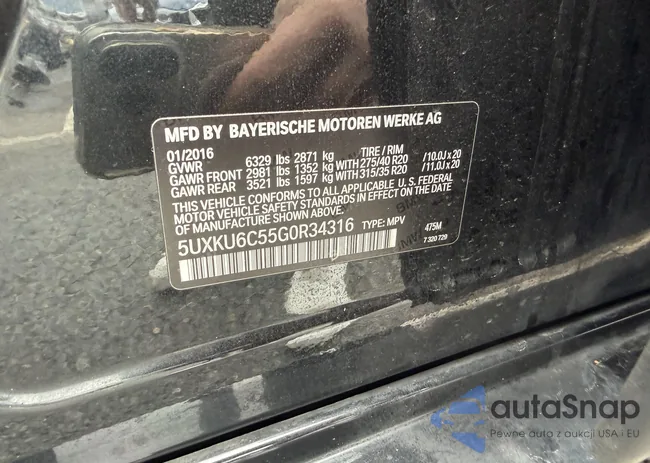 MFD BY BAYERISCHE MOTOREN WERKE AG
01/2016 TIRE / RIM
GVWR 6329 lbs 2871 kg
GAWR FRONT 2981 lbs 1352 kg WITH 275/40 R20 /10.0J x 20
GAWR REAR 3521 lbs 1597 kg WITH 315/35 R20 /11.0J x 20
THIS VEHICLE CONFORMS TO ALL APPLICABLE U.S. FEDERAL
MOTOR VEHICLE SAFETY STANDARDS IN EFFECT ON THE DATE
OF MANUFACTURE SHOWN ABOVE.
5UXKU6C55G0R34316 TYPE: MPV 475M
7 320 729
autaSnap
Pewne auta z aukcji USA i EU